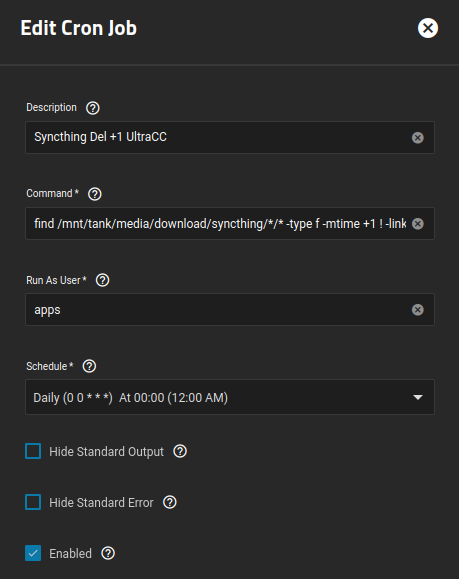 Edit Cron Job
Description
Syncthing Del +1 UltraCC
Command *
find /mnt/tank/media/download/syncthing/*/* -type f -mtime +1 ! -link
Run As User *
apps
Schedule *
Daily (0 0 * * *) At 00:00 (12:00 AM)
Hide Standard Output
Hide Standard Error
Enabled